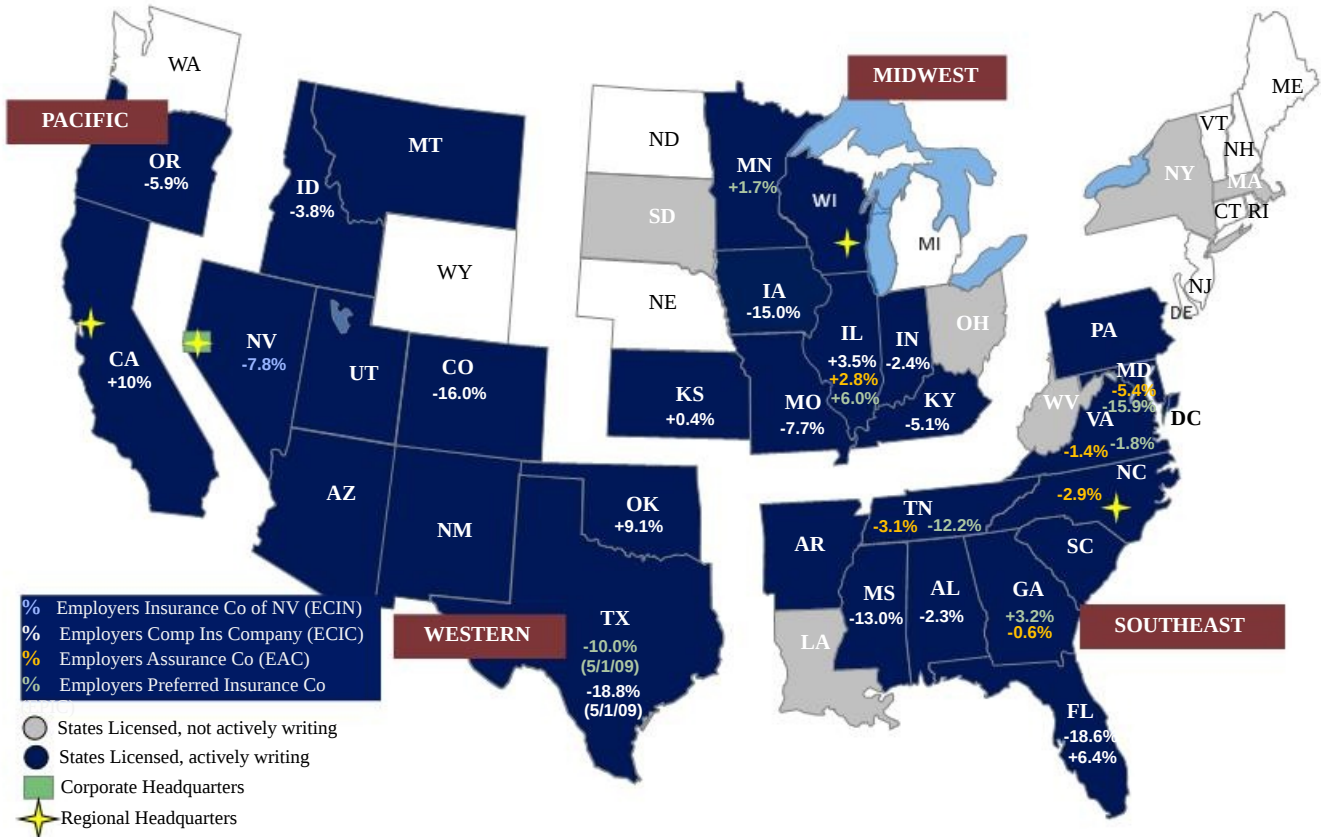 WA
PACIFIC
OR
-5.9%
MT
ID
-3.8%
WY
NV
-7.8%
CA
+10%
UT
CO
-16.0%
AZ
NM
MIDWEST
ND
MN
+1.7%
SD
WI
MI
NE
IA
-15.0%
IL
+3.5%
+2.8%
+6.0%
IN
-2.4%
OH
KS
+0.4%
MO
-7.7%
KY
-5.1%
ME
VT
NH
NY
MA
CT RI
NJ
DE
PA
MD
-5.4%
-15.9%
WV
DC
VA
-1.4%
-1.8%
NC
-2.9%
OK
+9.1%
TN
-3.1% -12.2%
AR
SC
MS
-13.0%
AL
-2.3%
GA
+3.2%
-0.6%
TX
-10.0%
(5/1/09)
-18.8%
(5/1/09)
WESTERN
SOUTHEAST
LA
FL
-18.6%
+6.4%
% Employers Insurance Co of NV (ECIN)
% Employers Comp Ins Company (ECIC)
% Employers Assurance Co (EAC)
% Employers Preferred Insurance Co
(EPIC)
States Licensed, not actively writing
States Licensed, actively writing
Corporate Headquarters
Regional Headquarters